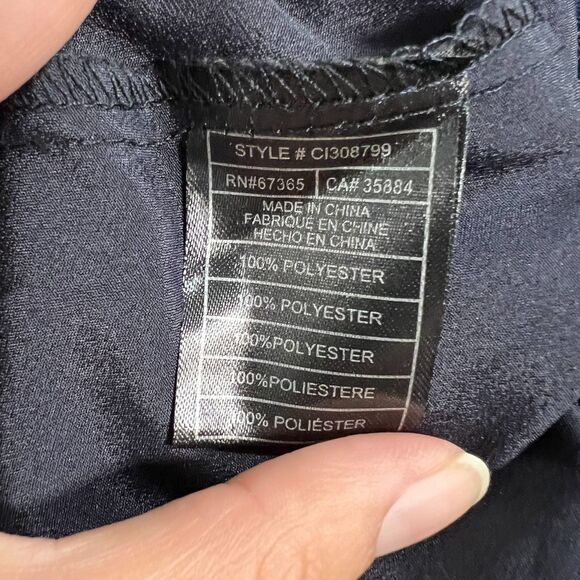 STYLE # CI308799
RN#67365 CA# 35884
MADE IN CHINA
FABRIQUÉ EN CHINE
HECHO EN CHINA
100% POLYESTER
100% POLYESTER
100%POLYESTER
100%POLIESTERE
100% POLIÉSTER